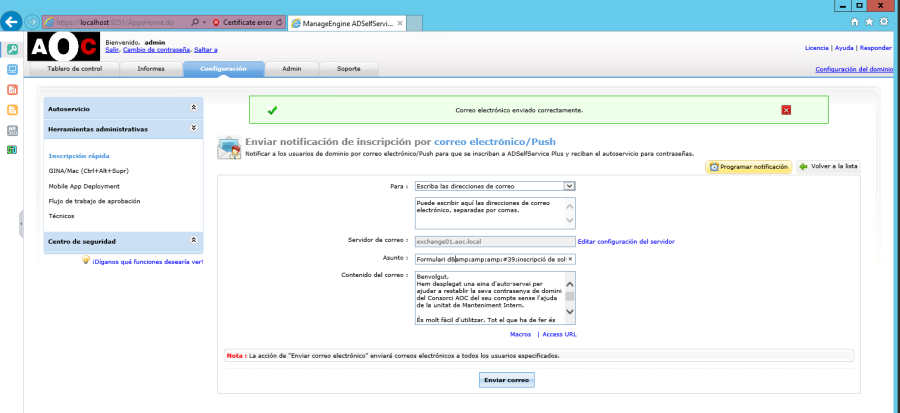 https://localhost:9251/AppsHome.do
Certificate error
ManageEngine ADSelfServi...
AOC
Bienvenido, admin
Salir, Cambio de contraseña, Saltar a
Licencia | Ayuda | Responder
Tablero de control
Informes
Configuración
Admin
Soporte
Configuración del dominio
Autoservicio
Herramientas administrativas
Inscripción rápida
GINA/Mac (Ctrl+Alt+Supr)
Mobile App Deployment
Flujo de trabajo de aprobación
Técnicos
Centro de seguridad
¡Díganos qué funciones desearía ver!
Correo electrónico enviado correctamente.
Enviar notificación de inscripción por correo electrónico/Push
Notificar a los usuarios de dominio por correo electrónico/Push para que se inscriban a ADSelfService Plus y reciban el autoservicio para contraseñas.
Programar notificación
Volver a la lista
Para :
Escriba las direcciones de correo
Puede escribir aquí las direcciones de correo
electrónico, separadas por comas.
Servidor de correo :
exchange01.aoc.local
Editar configuración del servidor
Asunto :
Formulari d&amp;amp;amp;#39;inscripció de sol
Contenido del correo :
Benvolgut,
Hem desplegat una eina d'auto-servei per
ajudar a restablir la seva contrasenya de domini
del Consorci AOC del seu compte sense l'ajuda
de la unitat de Manteniment Intern.
És molt fàcil d'utilitzar. Tot el que ha de fer és
Macros | Access URL
Nota : La acción de "Enviar correo electrónico" enviará correos electrónicos a todos los usuarios especificados.
Enviar correo